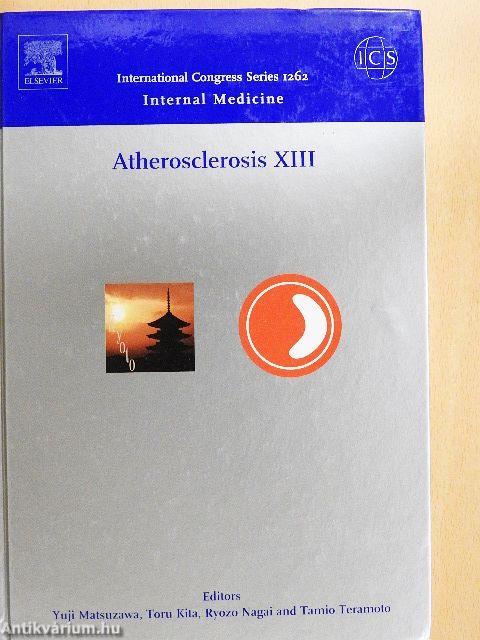 ELSEVIER
International Congress Series 1262
ICS
Internal Medicine
Atherosclerosis XIII
Editors
Yuji Matsuzawa, Toru Kita, Ryozo Nagai and Tamio Teramoto
Antikvárium.hu